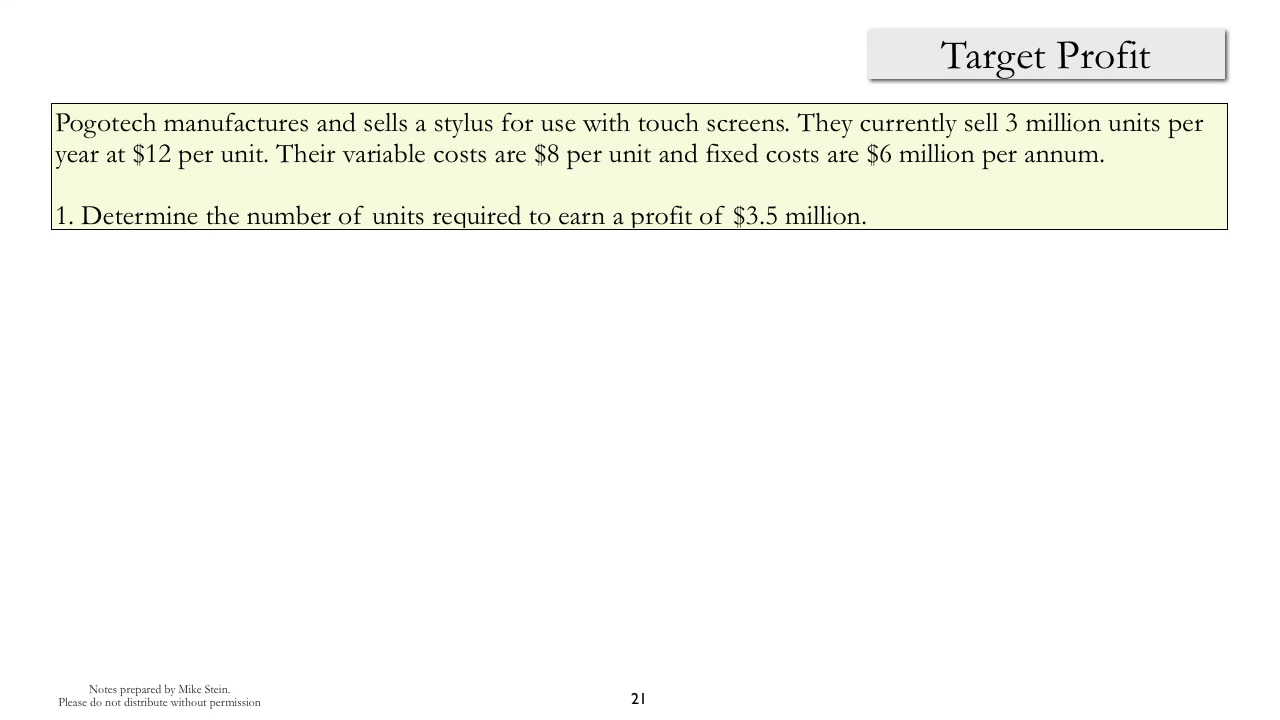 Target Profit
Pogotech manufactures and sells a stylus for use with touch screens. They currently sell 3 million units per
year at $12 per unit. Their variable costs are $8 per unit and fixed costs are $6 million per annum.
1. Determine the number of units required to earn a profit of $3.5 million.
Notes prepared by Mike Stein.
Please do not distribute without permission
21